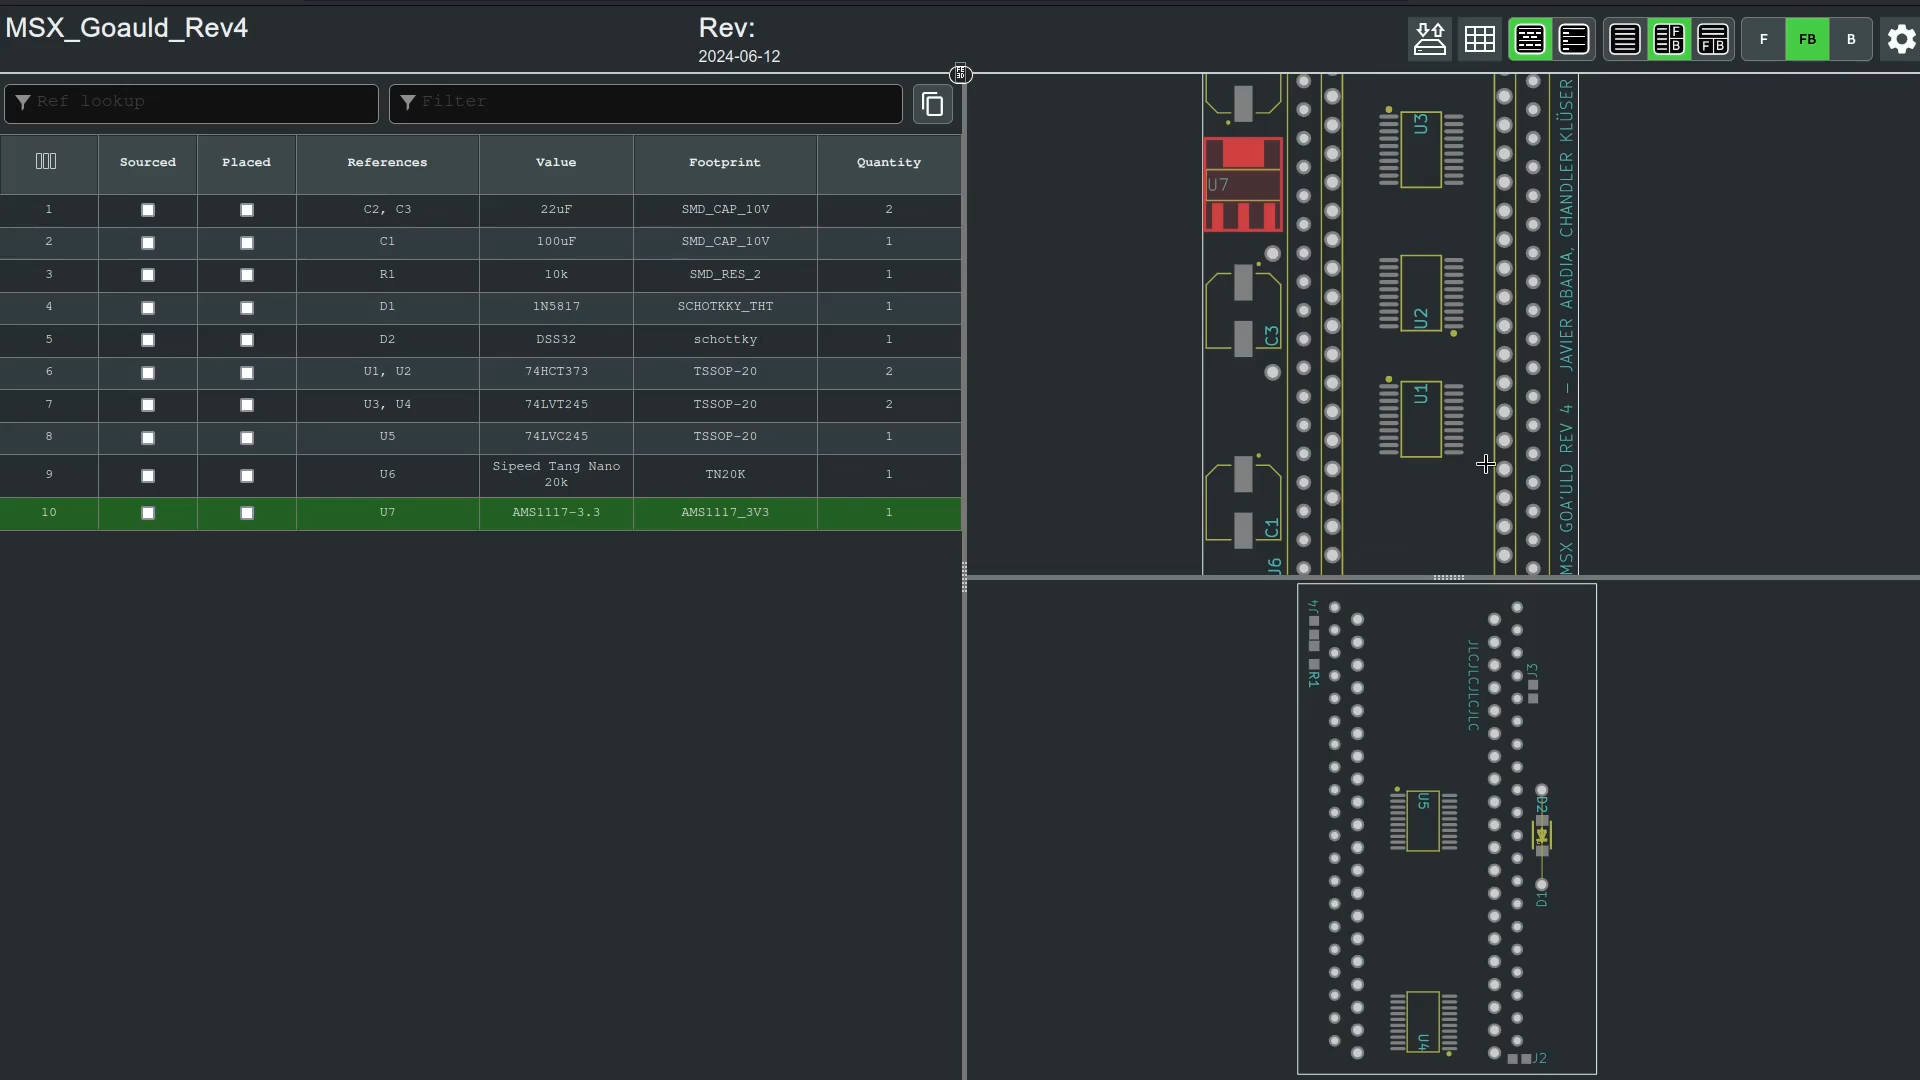 MSX_Goauld_Rev4
Rev:
2024-06-12
F
B
F B
F
FB
B
Ref lookup
Filter
Sourced Placed References Value Footprint Quantity
1 C2, C3 22uF SMD_CAP_10V 2
2 C1 100uF SMD_CAP_10V 1
3 R1 10k SMD_RES_2 1
4 D1 1N5817 SCHOTKKY_THT 1
5 D2 DSS32 schottky 1
6 U1, U2 74HCT373 TSSOP-20 2
7 U3, U4 74LVT245 TSSOP-20 2
8 U5 74LVC245 TSSOP-20 1
9 U6 Sipeed Tang Nano
20k TN20K 1
10 U7 AMS1117-3.3 AMS1117_3V3 1
U3
U7
U2
C3
U1
C1
MSX GOA'ULD REV 4 — JAVIER ABADIA, CHANDLER KLÜSER
J4
R1
JLCJLCJLCJLC
J3
U5
D2
D1
U4
J2